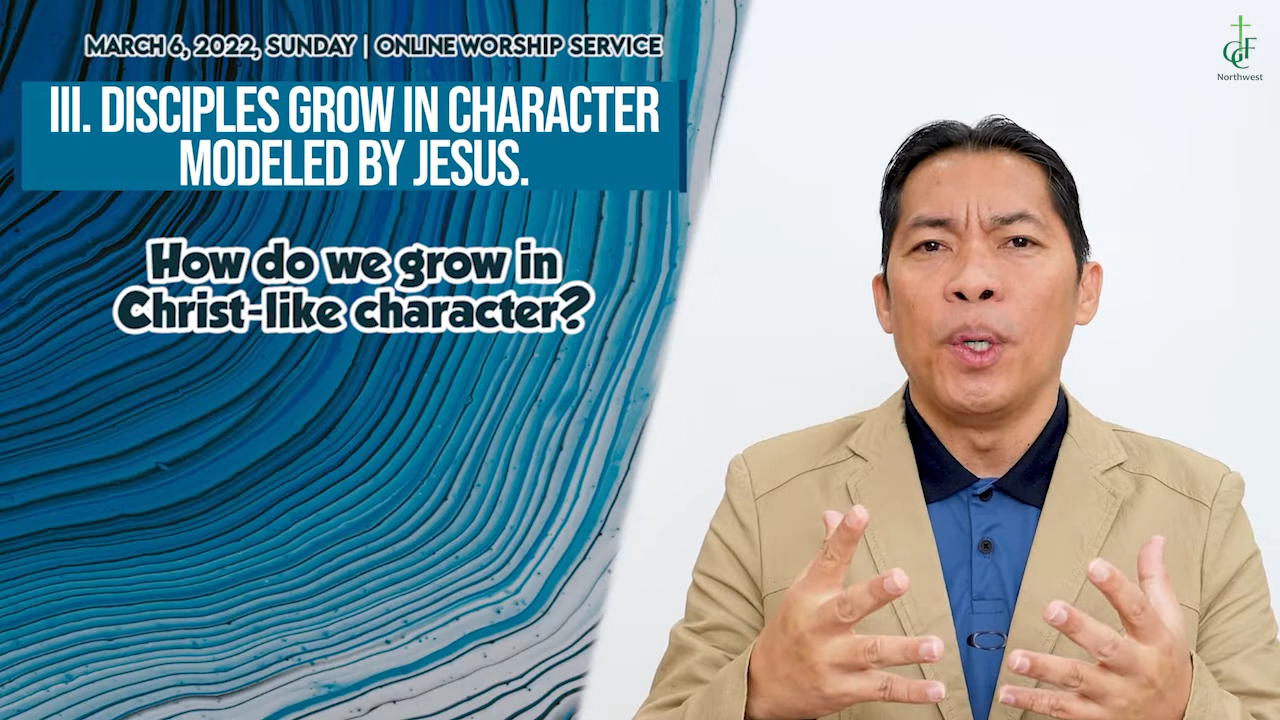 MARCH 6, 2022, SUNDAY | ONLINE WORSHIP SERVICE
III. DISCIPLES GROW IN CHARACTER
MODELED BY JESUS.
How do we grow in
Christ-like character?
GCF
Northwest